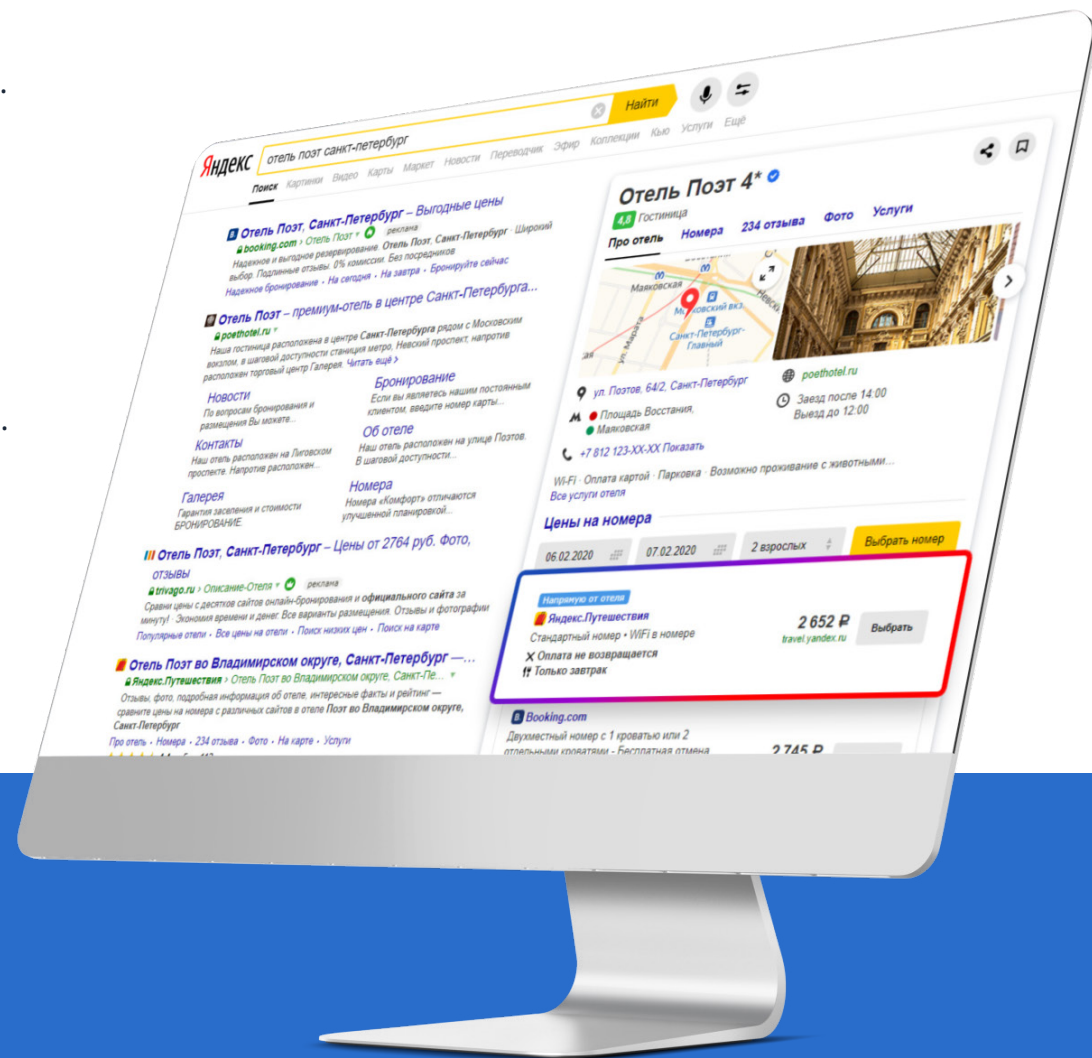 Яндекс
отель поэт санкт-петербург
Найти
Поиск Картинки Видео Карты Маркет Новости Переводчик Эфир Коллекции Кью Услуги Ещё
Отель Поэт, Санкт-Петербург – Выгодные цены
booking.com › Отель Поэт реклама
Надежное и выгодное резервирование. Отель Поэт, Санкт-Петербург · Широкий
выбор. Подлинные отзывы. 0% комиссии. Без посредников
Надежное бронирование · На сегодня · На завтра · Бронируйте сейчас
Отель Поэт – премиум-отель в центре Санкт-Петербурга...
poethotel.ru
Наша гостиница расположена в центре Санкт-Петербурга рядом с Московским
вокзлом, в шаговой доступности станция метро, Невский проспект, напротив
расположен торговый центр Галерея. Читать ещё >
Новости
По вопросам бронирования и
размещения Вы можете...
Бронирование
Если вы являетесь нашим постоянным
клиентом, введите номер карты...
Контакты
Наш отель расположен на Лиговском
проспекте. Напротив расположен...
Об отеле
Наш отель расположен на улице Поэтов.
В шаговой доступности...
Галерея
Гарантия заселения и стоимости
БРОНИРОВАНИЕ.
Номера
Номера «Комфорт» отличаются
улучшенной планировкой...
Отель Поэт, Санкт-Петербург – Цены от 2764 руб. Фото,
отзывы
trivago.ru › Описание-Отеля реклама
Сравни цены с десятков сайтов онлайн-бронирования и официального сайта за
минуту! · Экономия времени и денег. Все варианты размещения. Отзывы и фотографии
Популярные отели · Все цены на отели · Поиск низких цен · Поиск на карте
Отель Поэт во Владимирском округе, Санкт-Петербург —...
Яндекс.Путешествия › Отель Поэт во Владимирском округе, Санкт-Пе...
Отзывы, фото, подробная информация об отеле, интересные факты и рейтинг —
сравните цены на номера с различных сайтов в отеле Поэт во Владимирском округе,
Санкт-Петербург
Про отель · Номера · 234 отзыва · Фото · На карте · Услуги
Отель Поэт 4*
4,8 Гостиница
Про отель Номера 234 отзыва Фото Услуги
Маяковская
ул. Марата
Санкт-Петербург-
Главный
ул. Поэтов, 64/2, Санкт-Петербург
poethotel.ru
Площадь Восстания,
Маяковская
Заезд после 14:00
Выезд до 12:00
+7 812 123-XX-XX Показать
Wi-Fi · Оплата картой · Парковка · Возможно проживание с животными...
Все услуги отеля
Цены на номера
06.02.2020 07.02.2020 2 взрослых Выбрать номер
Напрямую от отеля
Яндекс.Путешествия
Стандартный номер • WiFi в номере
Оплата не возвращается
Только завтрак
2 652 ₽
travel.yandex.ru
Выбрать
Booking.com
Двухместный номер с 1 кроватью или 2
отдельными кроватями - Бесплатная отмена
2 745 ₽